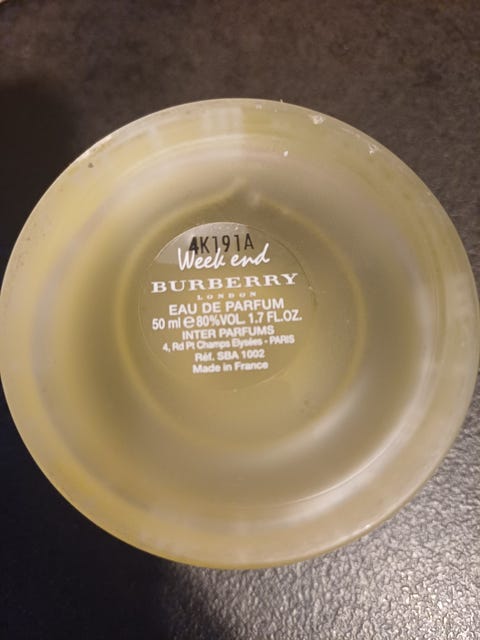 4K191A
Week end
BURBERRY
LONDON
EAU DE PARFUM
50 ml e 80%VOL. 1.7 FL.OZ.
INTER PARFUMS
4, Rd Pt Champs Elysées - PARIS
Réf. SBA 1002
Made in France